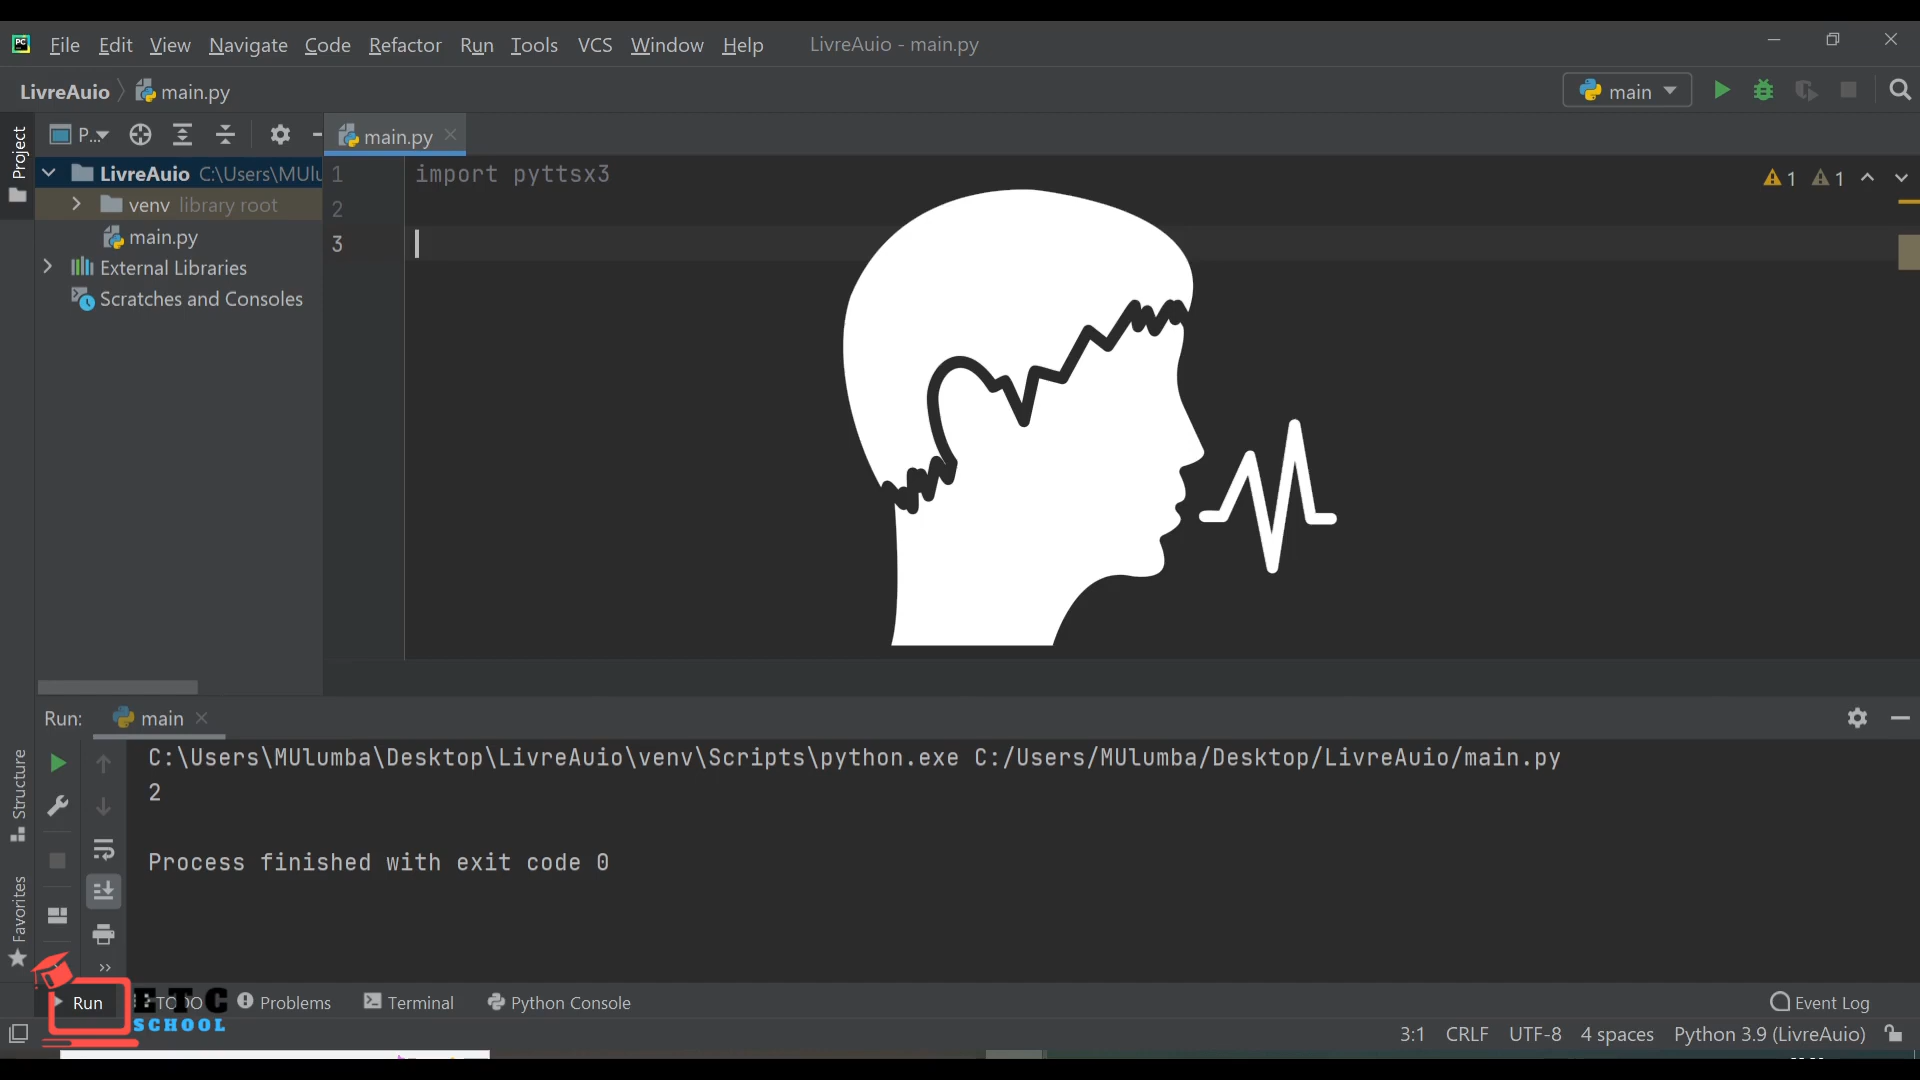 File Edit View Navigate Code Refactor Run Tools VCS Window Help LivreAuio - main.py
LivreAuio main.py main
Project
P... main.py
LivreAuio C:\Users\MUlu
venv library root
main.py
External Libraries
Scratches and Consoles
1 import pyttsx3
2
3
1 1
Run: main
C:\Users\MUlumba\Desktop\LivreAuio\venv\Scripts\python.exe C:/Users/MUlumba/Desktop/LivreAuio/main.py
2
Process finished with exit code 0
Structure
Favorites
Run TODO Problems Terminal Python Console Event Log
ETC
SCHOOL
3:1 CRLF UTF-8 4 spaces Python 3.9 (LivreAuio)